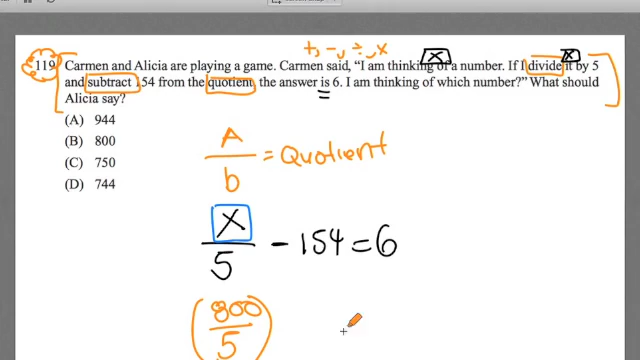 +, -, ÷, x
x x
119 Carmen and Alicia are playing a game. Carmen said, "I am thinking of a number. If I divide it by 5
and subtract 154 from the quotient, the answer is 6. I am thinking of which number?" What should
Alicia say?
(A) 944
(B) 800
(C) 750
(D) 744
A
b = Quotient
x
5 - 154 = 6
(800
5)